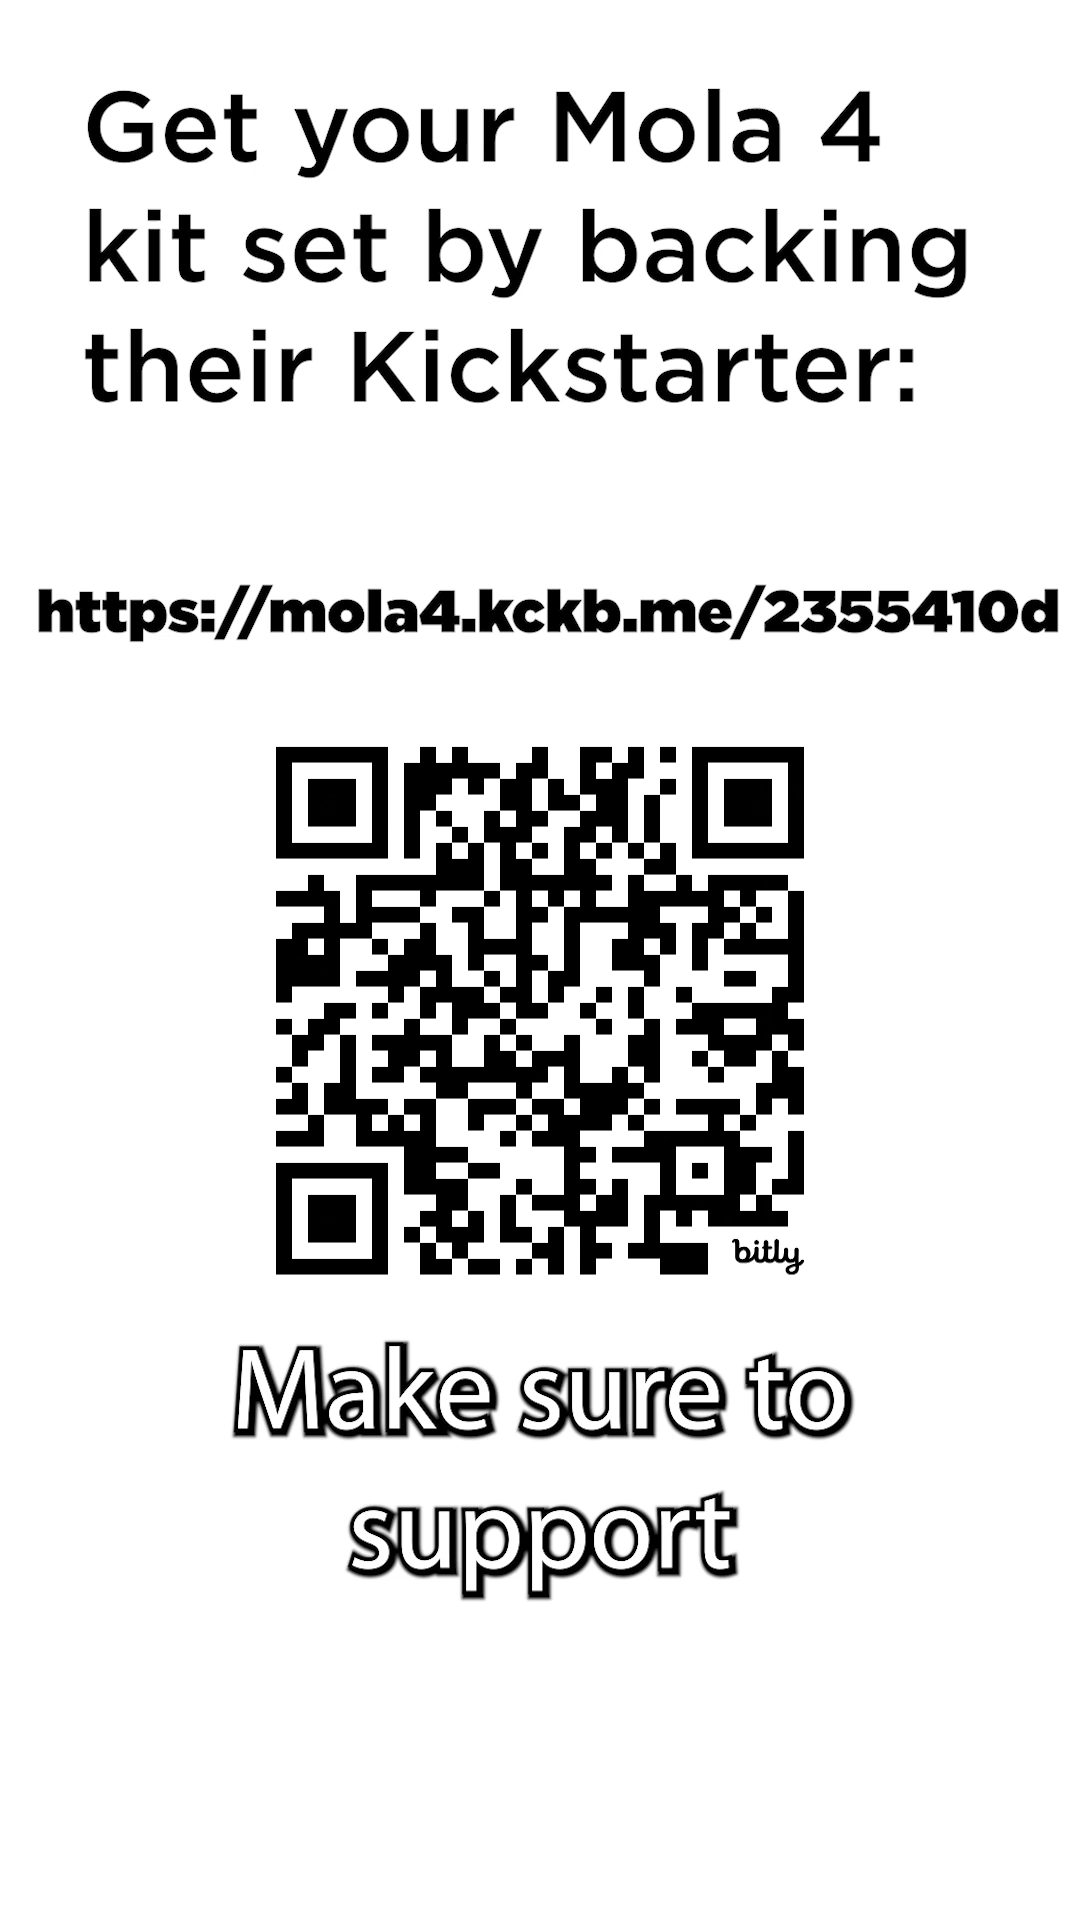 Get your Mola 4
kit set by backing
their Kickstarter:
https://mola4.kckb.me/2355410d
bitly
Make sure to
support